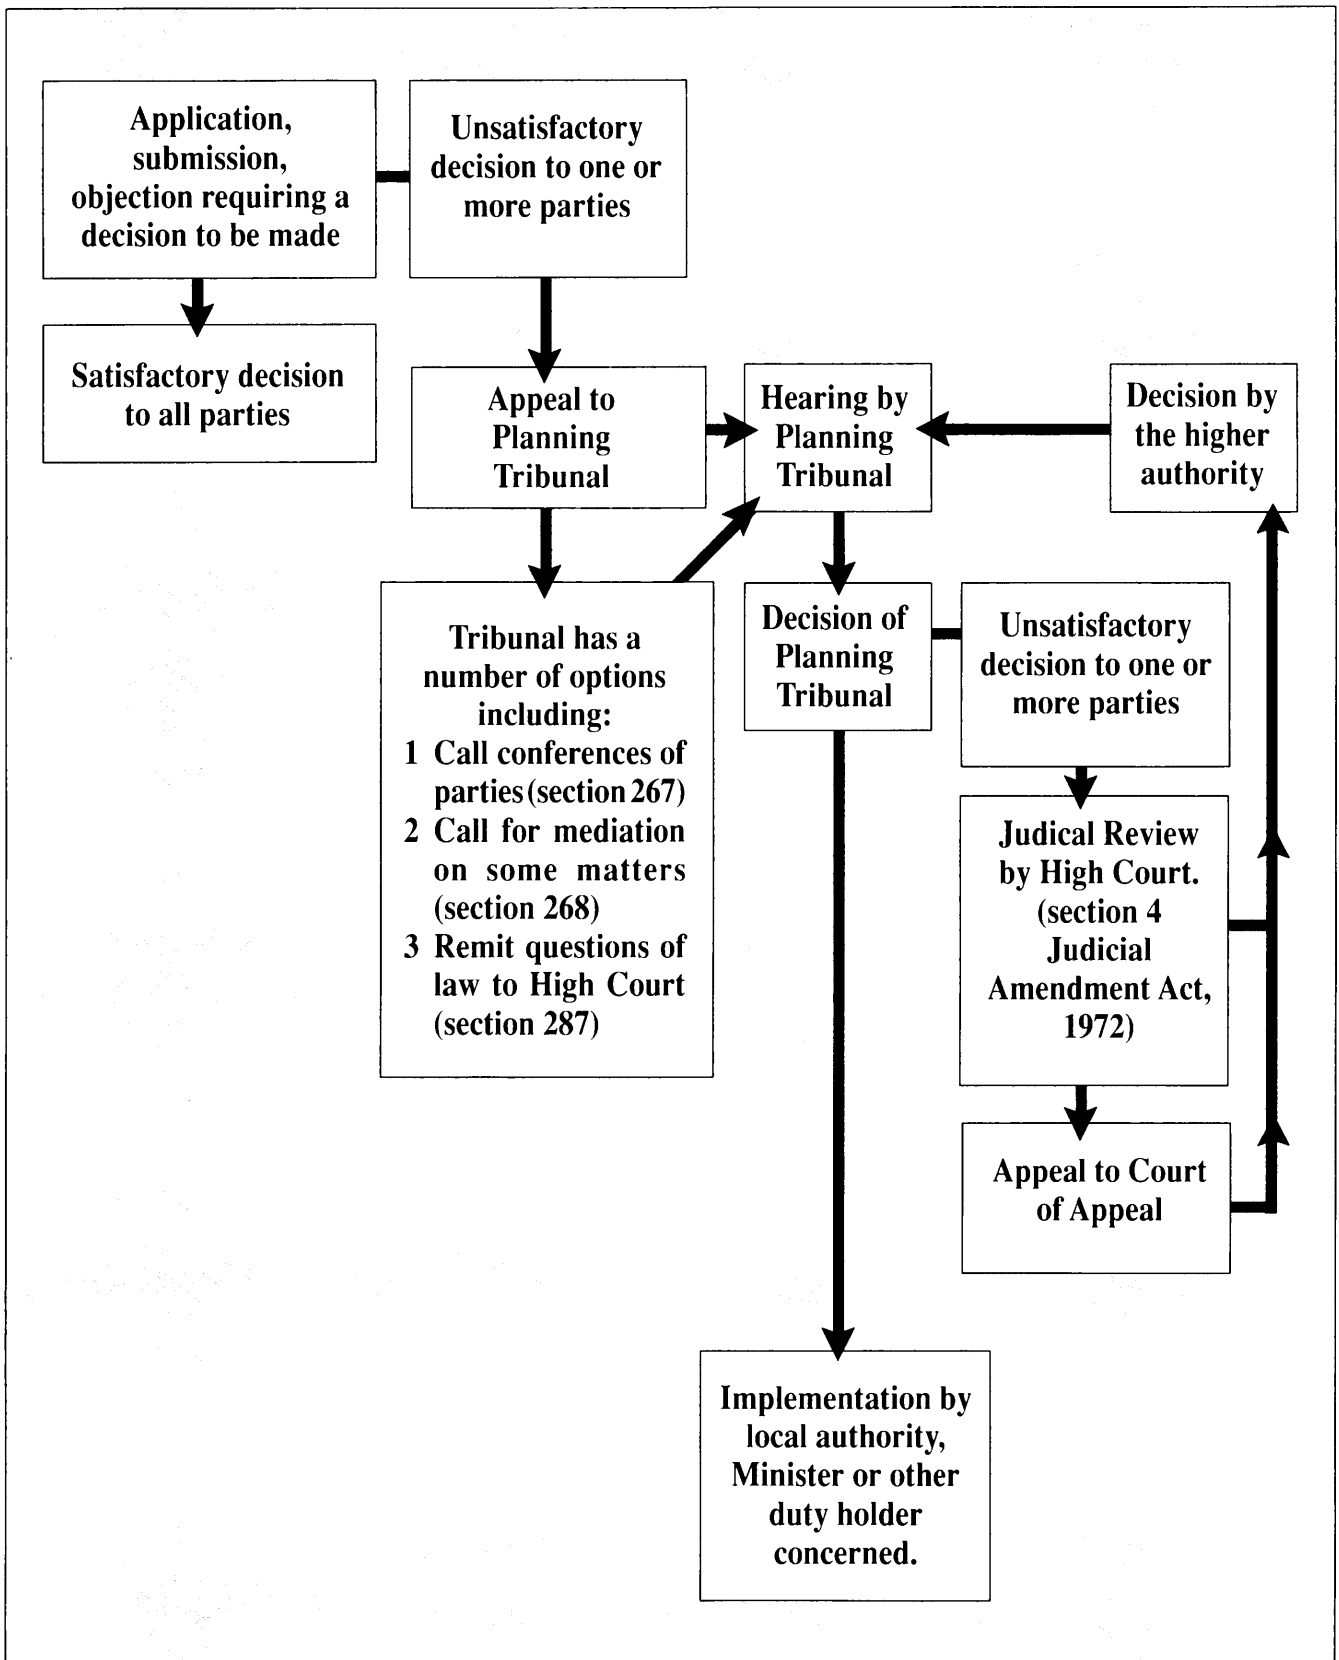 Application,
submission,
objection requiring a
decision to be made
Unsatisfactory
decision to one or
more parties
Satisfactory decision
to all parties
Appeal to
Planning
Tribunal
Hearing by
Planning
Tribunal
Decision by
the higher
authority
Tribunal has a
number of options
including:
1 Call conferences of
parties (section 267)
2 Call for mediation
on some matters
(section 268)
3 Remit questions of
law to High Court
(section 287)
Decision of
Planning
Tribunal
Unsatisfactory
decision to one or
more parties
Judical Review
by High Court.
(section 4
Judicial
Amendment Act,
1972)
Appeal to Court
of Appeal
Implementation by
local authority,
Minister or other
duty holder
concerned.